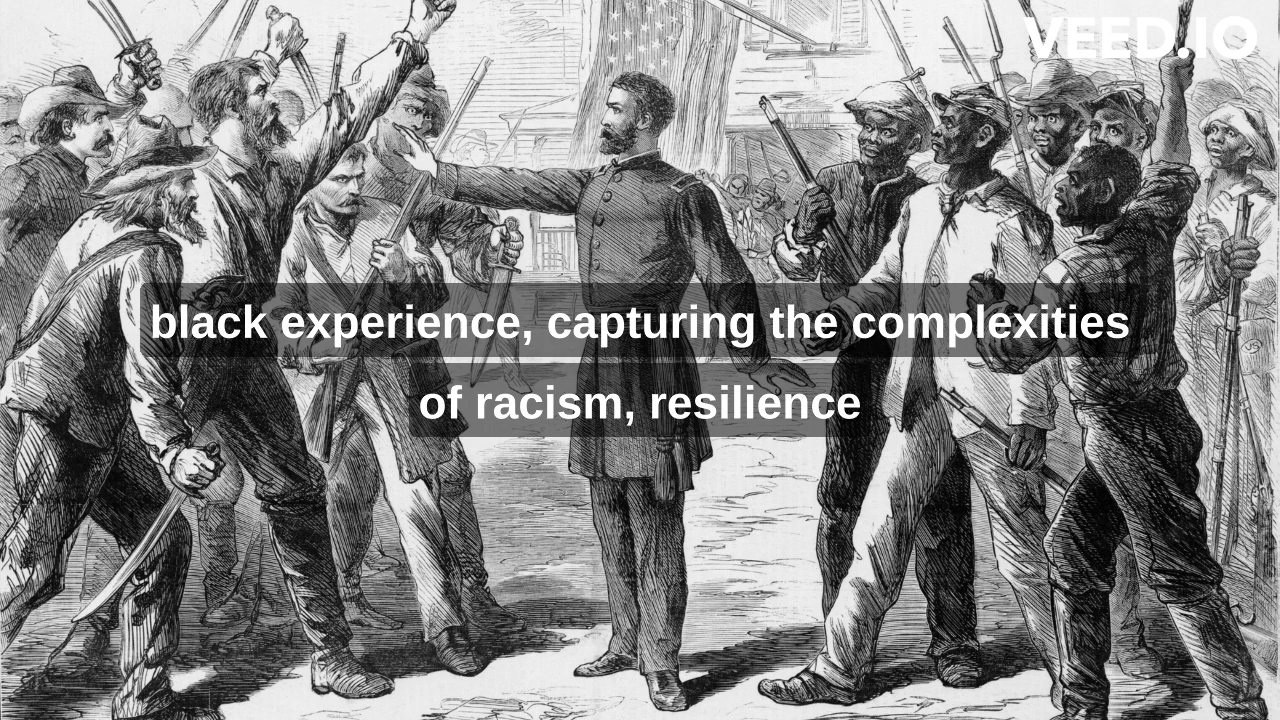 VEED.IO
black experience, capturing the complexities
of racism, resilience